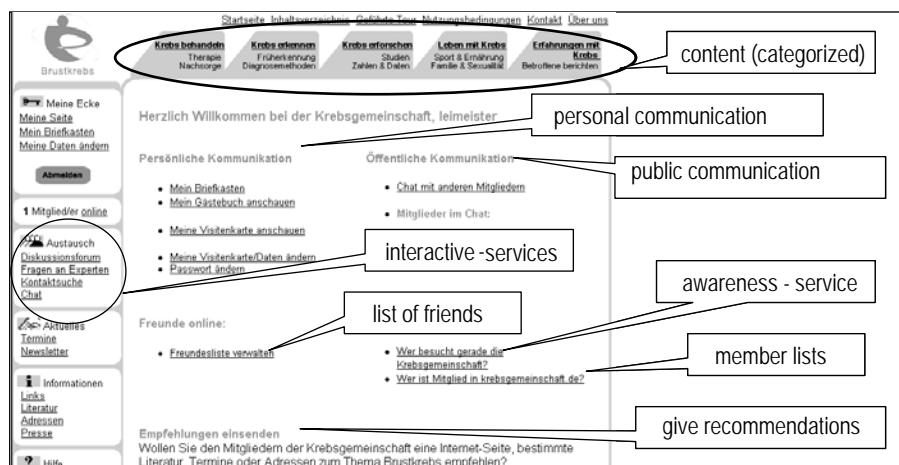 Startseite Inhaltsverzeichnis Geführte Tour Nutzungsbedingungen Kontakt Über uns
Krebs behandeln
Therapie
Nachsorge
Krebs erkennen
Früherkennung
Diagnosemethoden
Krebs erforschen
Studien
Zahlen & Daten
Leben mit Krebs
Sport & Ernährung
Familie & Sexualität
Erfahrungen mit
Krebs
Betroffene berichten
content (categorized)
Brustkrebs
Meine Ecke
Meine Seite
Mein Briefkasten
Meine Daten ändern
Abmelden
1 Mitglied/er online
Austausch
Diskussionsforum
Fragen an Experten
Kontaktsuche
Chat
Aktuelles
Termine
Newsletter
Informationen
Links
Literatur
Adressen
Presse
? Hilfe
Herzlich Willkommen bei der Krebsgemeinschaft, leimeister
personal communication
Persönliche Kommunikation
• Mein Briefkasten
• Mein Gästebuch anschauen
• Meine Visitenkarte anschauen
• Meine Visitenkarte/Daten ändern
• Passwort ändern
Öffentliche Kommunikation
public communication
• Chat mit anderen Mitgliedern
• Mitglieder im Chat:
interactive -services
awareness - service
list of friends
Freunde online:
• Freundesliste verwalten
• Wer besucht gerade die
Krebsgemeinschaft?
• Wer ist Mitglied in krebsgemeinschaft.de?
member lists
give recommendations
Empfehlungen einsenden
Wollen Sie den Mitgliedern der Krebsgemeinschaft eine Internet-Seite, bestimmte
Literatur, Termine oder Adressen zum Thema Brustkrebs empfehlen?